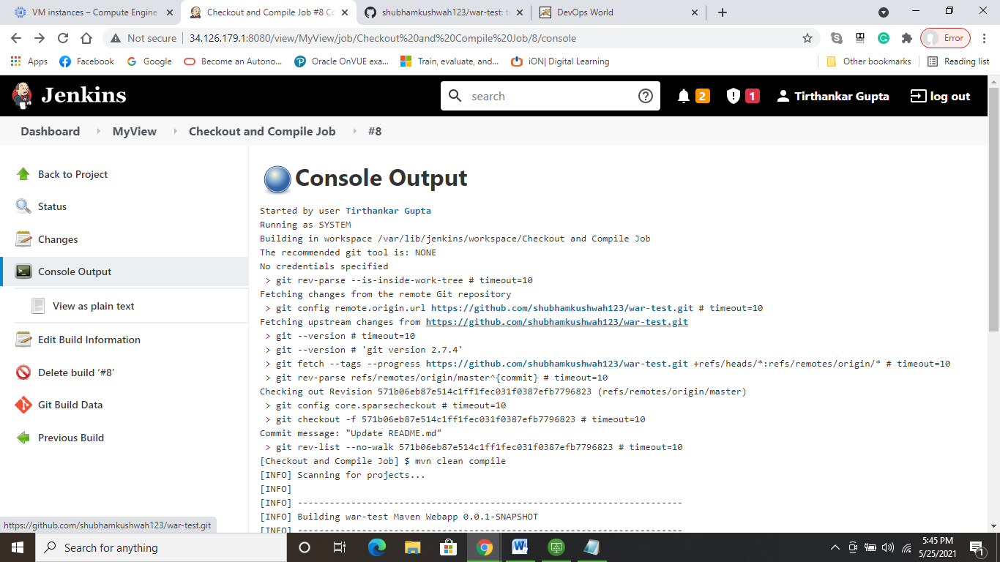 VM instances – Compute Engine
Checkout and Compile Job #8 Co
shubhamkushwah123/war-test: te
DevOps World
Not secure
34.126.179.1:8080/view/MyView/job/Checkout%20and%20Compile%20Job/8/console
Error
Apps
Facebook
Google
Become an Autono...
Oracle OnVUE exa...
Train, evaluate, and...
iON| Digital Learning
Other bookmarks
Reading list
Jenkins
search
2
1
Tirthankar Gupta
log out
Dashboard
MyView
Checkout and Compile Job
#8
Back to Project
Status
Changes
Console Output
View as plain text
Edit Build Information
Delete build ‘#8’
Git Build Data
Previous Build
Console Output
Started by user Tirthankar Gupta
Running as SYSTEM
Building in workspace /var/lib/jenkins/workspace/Checkout and Compile Job
The recommended git tool is: NONE
No credentials specified
> git rev-parse --is-inside-work-tree # timeout=10
Fetching changes from the remote Git repository
> git config remote.origin.url https://github.com/shubhamkushwah123/war-test.git # timeout=10
Fetching upstream changes from https://github.com/shubhamkushwah123/war-test.git
> git --version # timeout=10
> git --version # 'git version 2.7.4'
> git fetch --tags --progress https://github.com/shubhamkushwah123/war-test.git +refs/heads/*:refs/remotes/origin/* # timeout=10
> git rev-parse refs/remotes/origin/master^{commit} # timeout=10
Checking out Revision 571b06eb87e514c1ff1fec031f0387efb7796823 (refs/remotes/origin/master)
> git config core.sparsecheckout # timeout=10
> git checkout -f 571b06eb87e514c1ff1fec031f0387efb7796823 # timeout=10
Commit message: "Update README.md"
> git rev-list --no-walk 571b06eb87e514c1ff1fec031f0387efb7796823 # timeout=10
[Checkout and Compile Job] $ mvn clean compile
[INFO] Scanning for projects...
[INFO]
[INFO] ------------------------------------------------------------------------
[INFO] Building war-test Maven Webapp 0.0.1-SNAPSHOT
[INFO] ------------------------------------------------------------------------
https://github.com/shubhamkushwah123/war-test.git
Search for anything
5:45 PM
5/25/2021
1